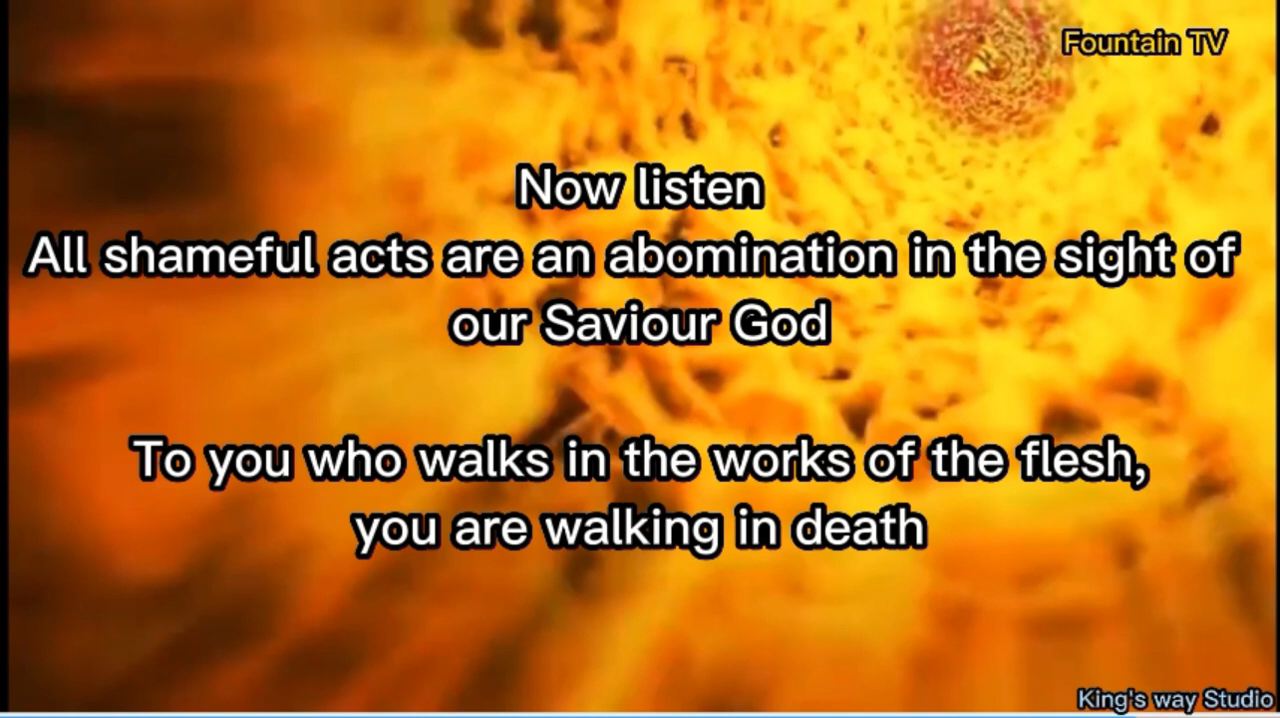 Fountain TV
Now listen
All shameful acts are an abomination in the sight of
our Saviour God
To you who walks in the works of the flesh,
you are walking in death
King's way Studio